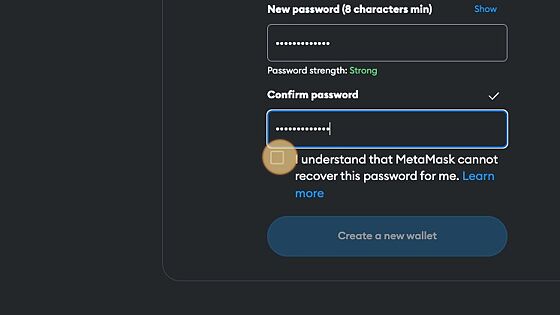 New password (8 characters min) Show
•••••••••••••
Password strength: Strong
Confirm password
•••••••••••••
I understand that MetaMask cannot
recover this password for me. Learn
more
Create a new wallet